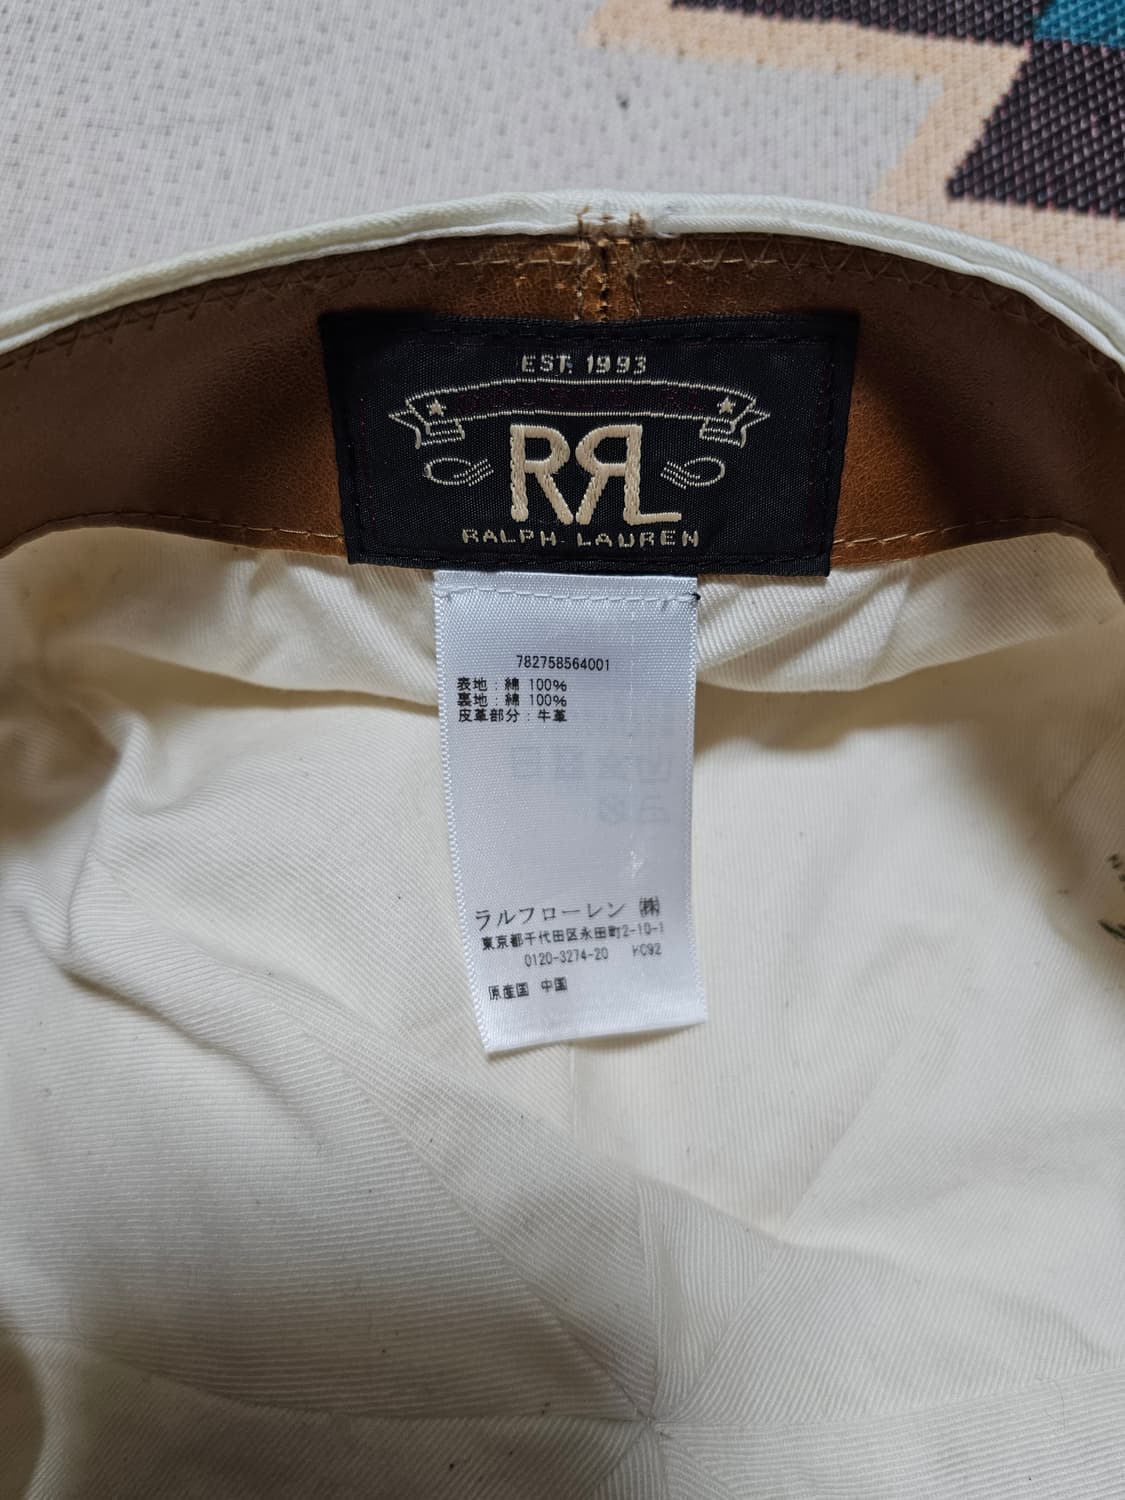 EST. 1993
RRL
RALPH LAUREN
782758564001
表地 : 綿 100%
裏地 : 綿 100%
皮革部分 : 牛革
ラルフローレン ㈱
東京都千代田区永田町2-10-1
0120-3274-20
原産国 中国